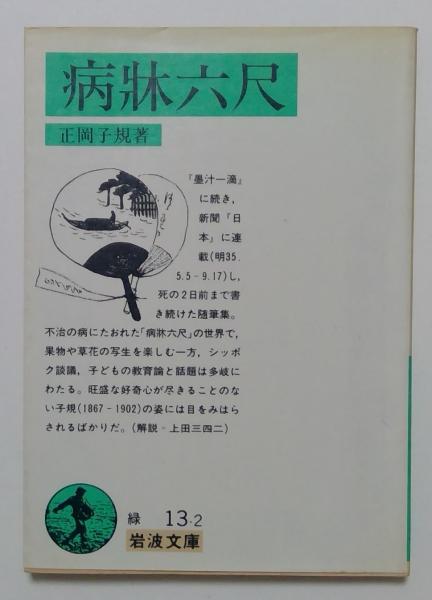 病牀六尺
正岡子規著
『墨汁一滴』
に続き,
新聞『日
本』に連
載(明35.
5.5-9.17)し,
死の2日前まで書
き続けた随筆集。
不治の病にたおれた「病牀六尺」の世界で,
果物や草花の写生を楽しむ一方,シッポ
ク談議,子どもの教育論と話題は多岐に
わたる。旺盛な好奇心が尽きることのな
い子規(1867-1902)の姿には目をみはら
されるばかりだ。(解説=上田三四二)
緑 13-2
岩波文庫